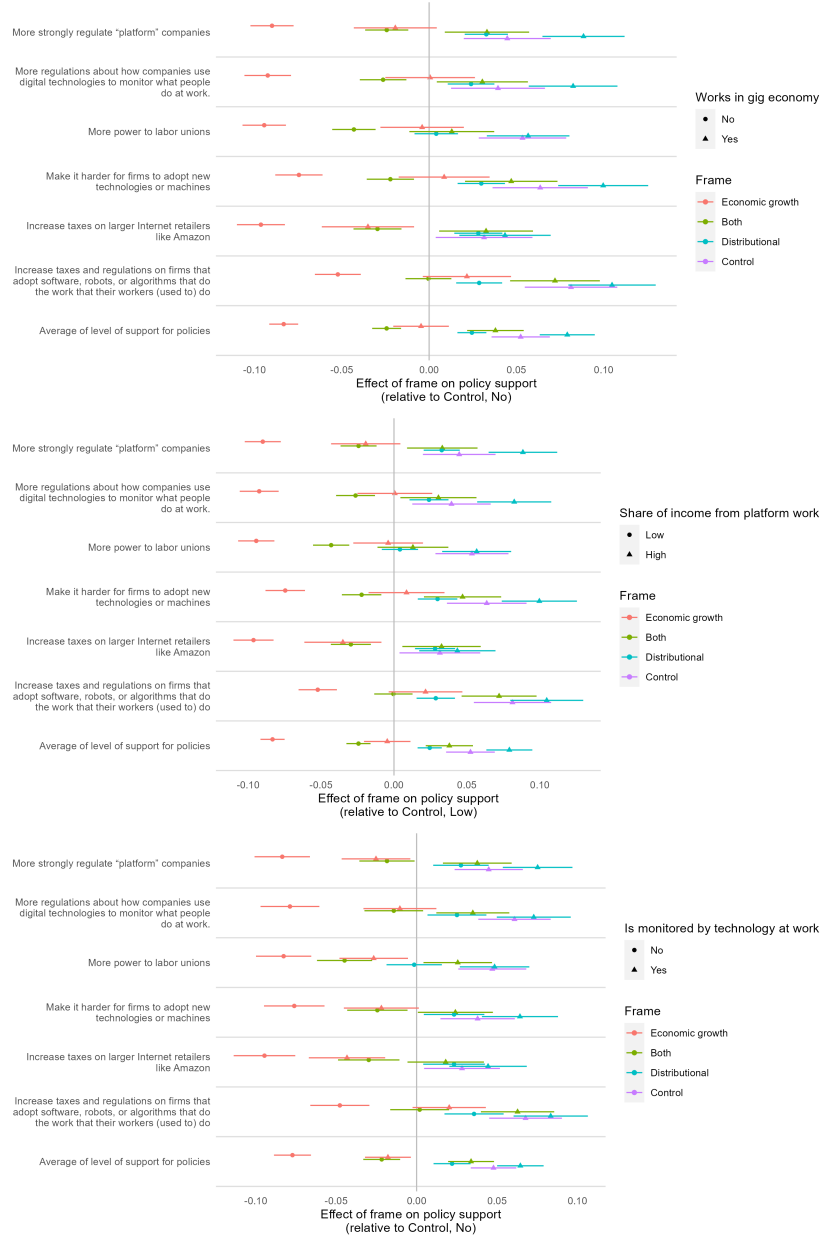 More strongly regulate “platform” companies
More regulations about how companies use
digital technologies to monitor what people
do at work.
More power to labor unions
Make it harder for firms to adopt new
technologies or machines
Increase taxes on larger Internet retailers
like Amazon
Increase taxes and regulations on firms that
adopt software, robots, or algorithms that do
the work that their workers (used to) do
Average of level of support for policies
-0.10 -0.05 0.00 0.05 0.10
Effect of frame on policy support
(relative to Control, No)
Works in gig economy
No
Yes
Frame
Economic growth
Both
Distributional
Control
More strongly regulate “platform” companies
More regulations about how companies use
digital technologies to monitor what people
do at work.
More power to labor unions
Make it harder for firms to adopt new
technologies or machines
Increase taxes on larger Internet retailers
like Amazon
Increase taxes and regulations on firms that
adopt software, robots, or algorithms that do
the work that their workers (used to) do
Average of level of support for policies
-0.10 -0.05 0.00 0.05 0.10
Effect of frame on policy support
(relative to Control, Low)
Share of income from platform work
Low
High
Frame
Economic growth
Both
Distributional
Control
More strongly regulate “platform” companies
More regulations about how companies use
digital technologies to monitor what people
do at work.
More power to labor unions
Make it harder for firms to adopt new
technologies or machines
Increase taxes on larger Internet retailers
like Amazon
Increase taxes and regulations on firms that
adopt software, robots, or algorithms that do
the work that their workers (used to) do
Average of level of support for policies
-0.10 -0.05 0.00 0.05 0.10
Effect of frame on policy support
(relative to Control, No)
Is monitored by technology at work
No
Yes
Frame
Economic growth
Both
Distributional
Control